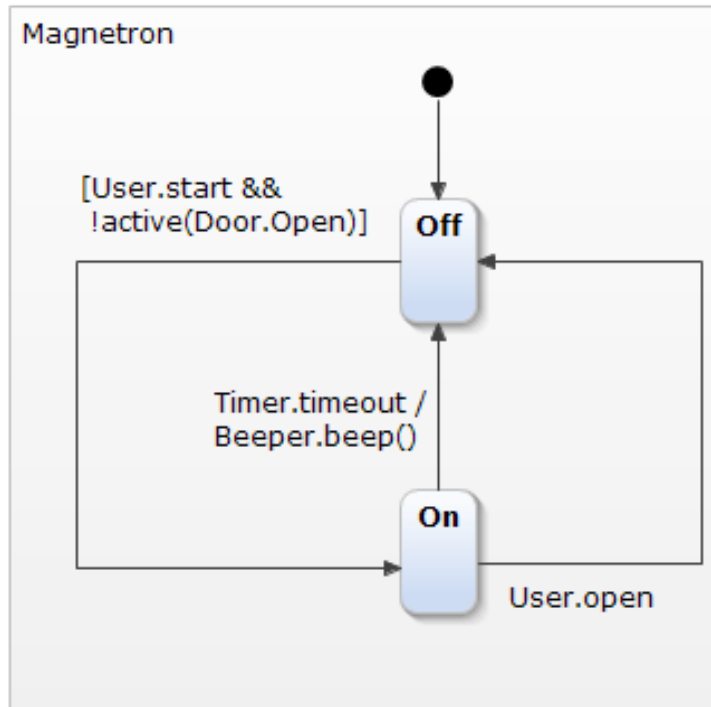 Magnetron
[User.start &&
!active(Door.Open)]
Off
Timer.timeout /
Beeper.beep()
On
User.open